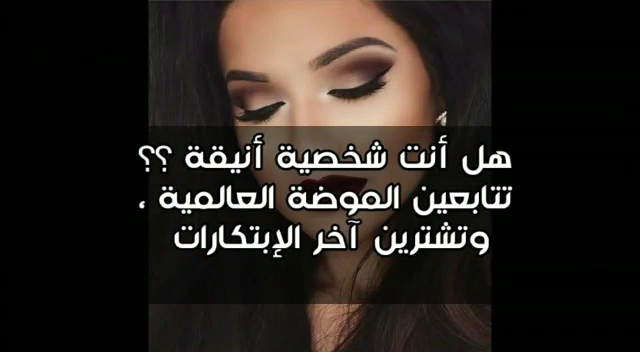 هل أنت شخصية أنيقة ؟؟
تتابعين الموضة العالمية ،
وتشترين آخر الإبتكارات